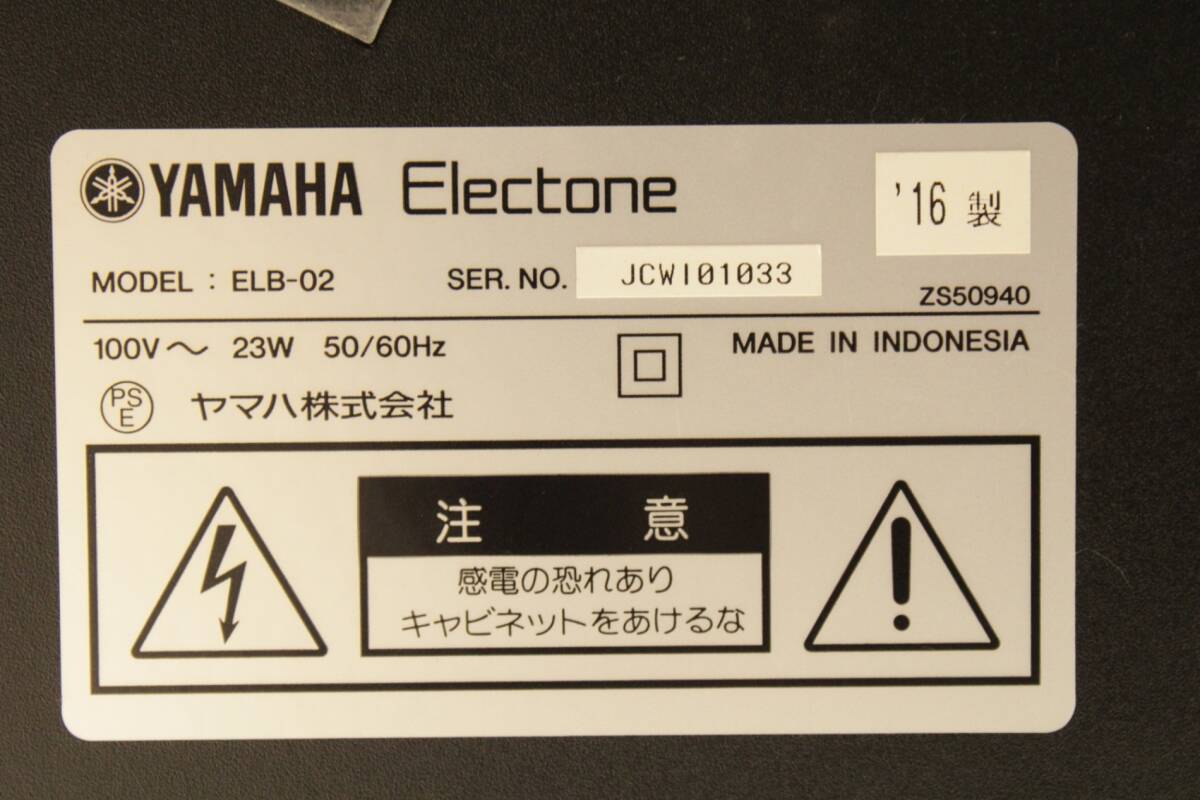 YAMAHA Electone
'16 製
MODEL : ELB-02 SER. NO. JCWI01033
ZS50940
100V～ 23W 50/60Hz
MADE IN INDONESIA
PS
E
ヤマハ株式会社
注 意
感電の恐れあり
キャビネットをあけるな